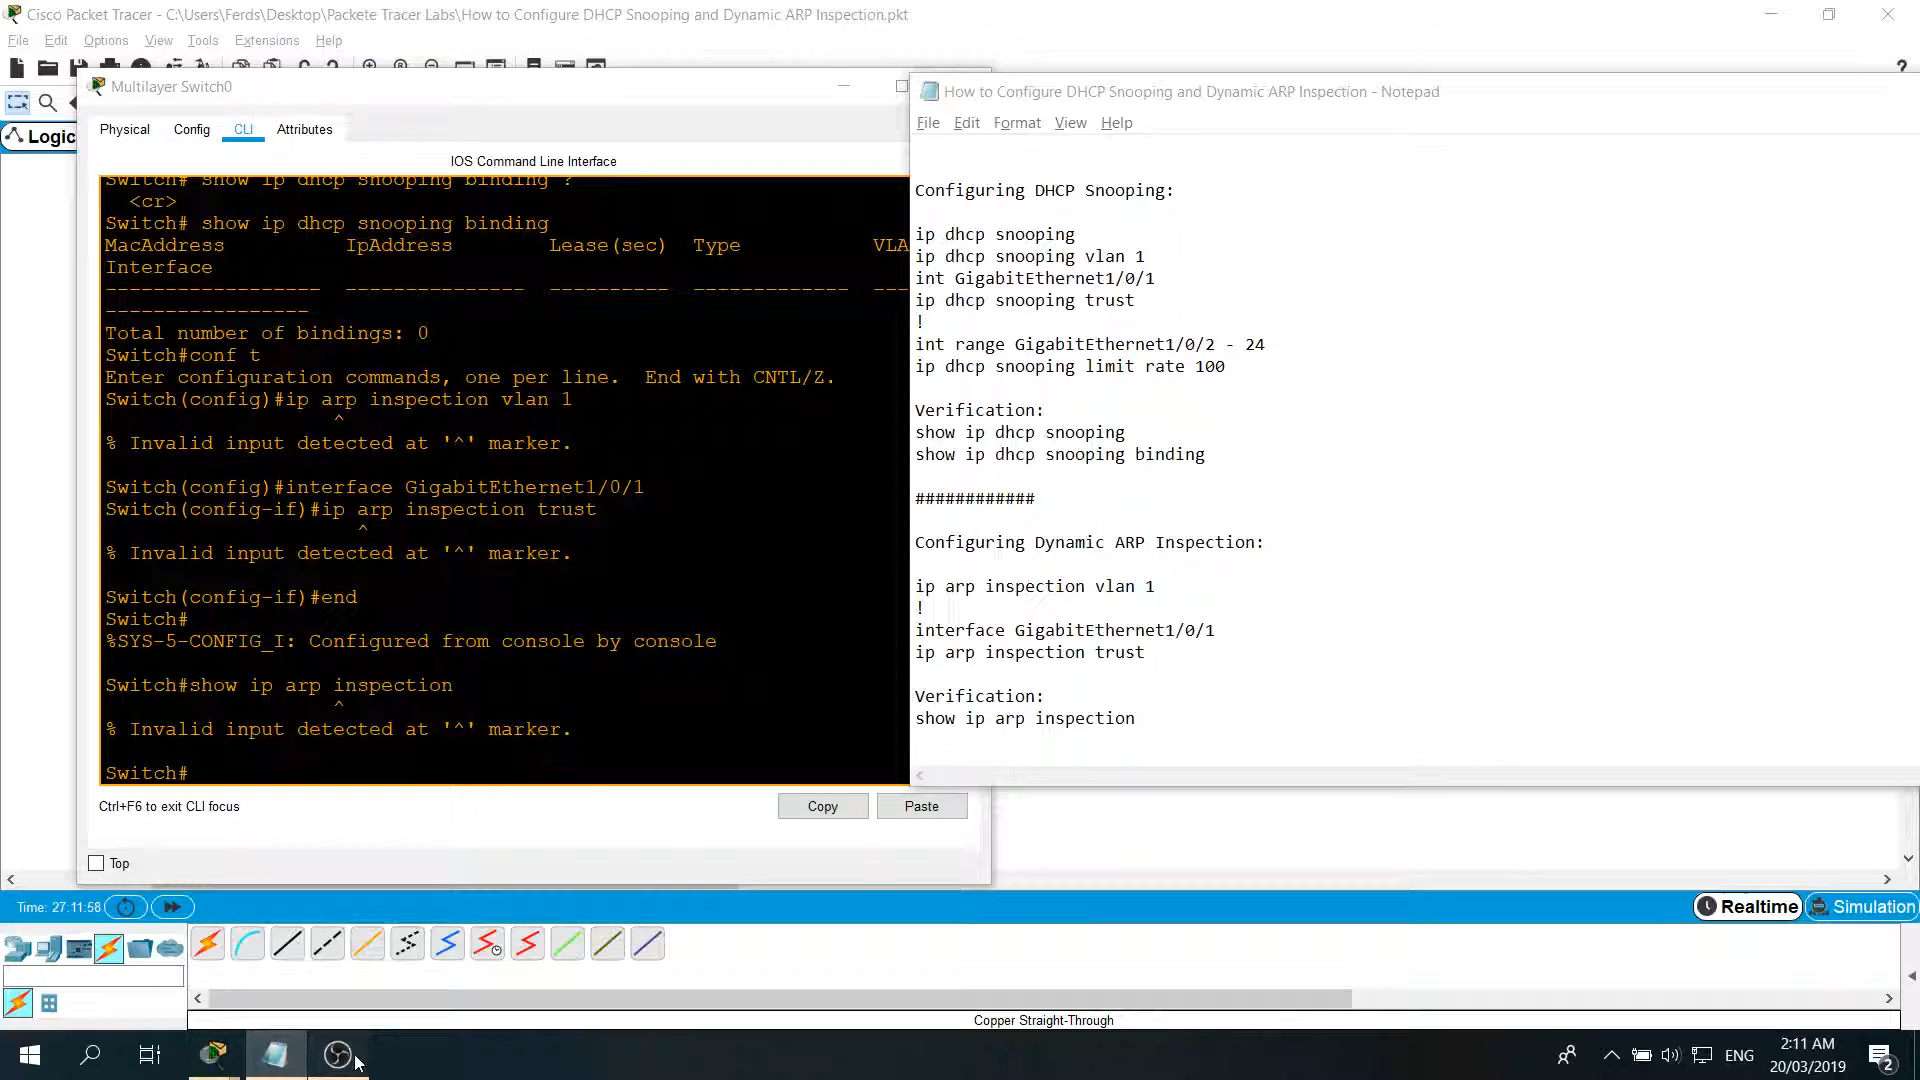 Cisco Packet Tracer - C:\Users\Ferds\Desktop\Packete Tracer Labs\How to Configure DHCP Snooping and Dynamic ARP Inspection.pkt
File Edit Options View Tools Extensions Help
Logic
Multilayer Switch0
Physical Config CLI Attributes
IOS Command Line Interface
Switch# show ip dhcp snooping binding ?
<cr>
Switch# show ip dhcp snooping binding
MacAddress IpAddress Lease(sec) Type VLA
Interface
------------------ --------------- ---------- ------------- ---
-----------------
Total number of bindings: 0
Switch#conf t
Enter configuration commands, one per line. End with CNTL/Z.
Switch(config)#ip arp inspection vlan 1
^
% Invalid input detected at '^' marker.
Switch(config)#interface GigabitEthernet1/0/1
Switch(config-if)#ip arp inspection trust
^
% Invalid input detected at '^' marker.
Switch(config-if)#end
Switch#
%SYS-5-CONFIG_I: Configured from console by console
Switch#show ip arp inspection
^
% Invalid input detected at '^' marker.
Switch#
Ctrl+F6 to exit CLI focus
Copy Paste
Top
How to Configure DHCP Snooping and Dynamic ARP Inspection - Notepad
File Edit Format View Help
Configuring DHCP Snooping:
ip dhcp snooping
ip dhcp snooping vlan 1
int GigabitEthernet1/0/1
ip dhcp snooping trust
!
int range GigabitEthernet1/0/2 - 24
ip dhcp snooping limit rate 100
Verification:
show ip dhcp snooping
show ip dhcp snooping binding
############
Configuring Dynamic ARP Inspection:
ip arp inspection vlan 1
!
interface GigabitEthernet1/0/1
ip arp inspection trust
Verification:
show ip arp inspection
Time: 27:11:58
Realtime Simulation
Copper Straight-Through
ENG
2:11 AM
20/03/2019
2